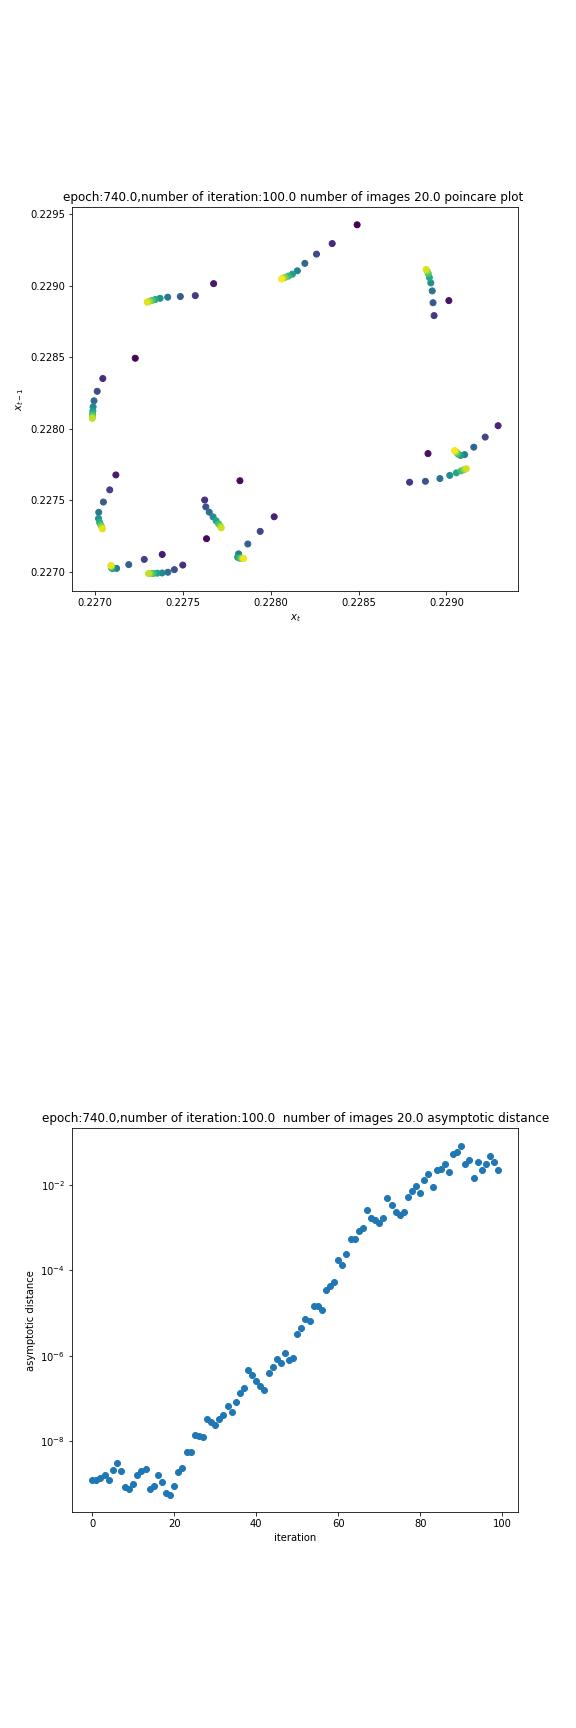 epoch:740.0,number of iteration:100.0 number of images 20.0 poincare plot
0.2295
0.2290
0.2285
0.2280
0.2275
0.2270
x_{t-1}
0.2270 0.2275 0.2280 0.2285 0.2290
x_t
epoch:740.0,number of iteration:100.0  number of images 20.0 asymptotic distance
10^{-2}
10^{-4}
10^{-6}
10^{-8}
asymptotic distance
0 20 40 60 80 100
iteration